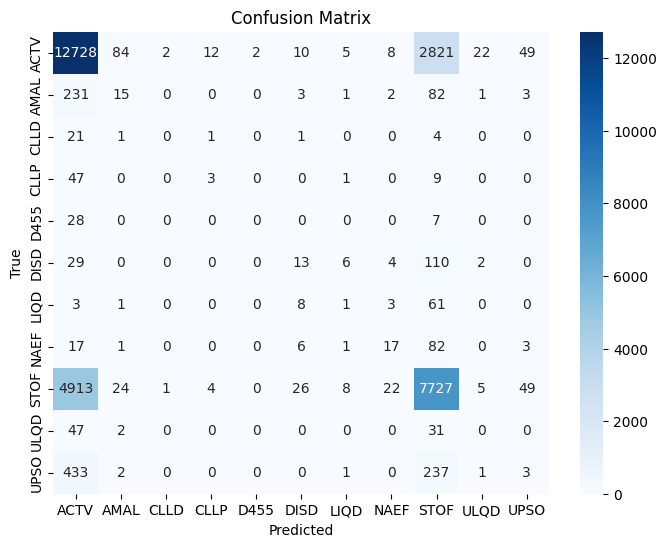 Confusion Matrix
ACTV 12728 84 2 12 2 10 5 8 2821 22 49
AMAL 231 15 0 0 0 3 1 2 82 1 3
CLLD 21 1 0 1 0 1 0 0 4 0 0
CLLP 47 0 0 3 0 0 1 0 9 0 0
D455 28 0 0 0 0 0 0 0 7 0 0
DISD 29 0 0 0 0 13 6 4 110 2 0
LIQD 3 1 0 0 0 8 1 3 61 0 0
NAEF 17 1 0 0 0 6 1 17 82 0 3
STOF 4913 24 1 4 0 26 8 22 7727 5 49
ULQD 47 2 0 0 0 0 0 0 31 0 0
UPSO 433 2 0 0 0 0 1 0 237 1 3
ACTV AMAL CLLD CLLP D455 DISD LIQD NAEF STOF ULQD UPSO
Predicted
True
12000
10000
8000
6000
4000
2000
0